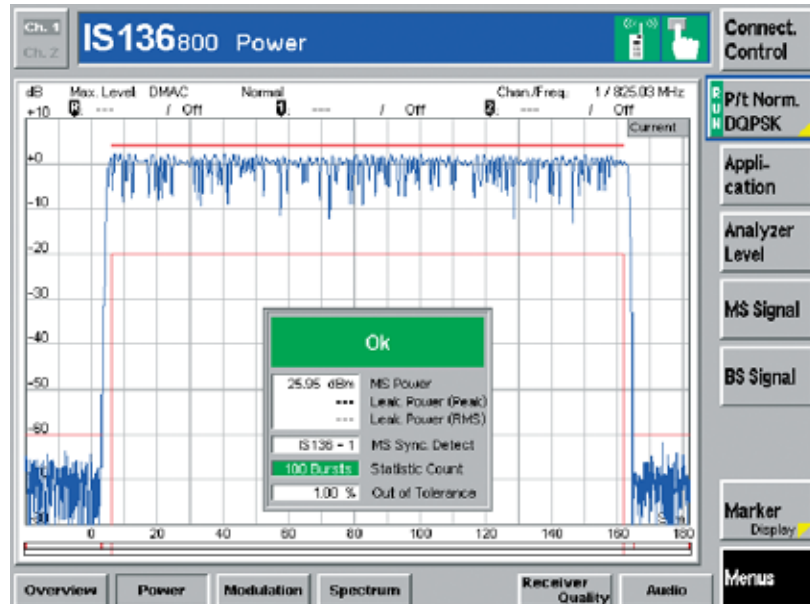 Ch. 1
Ch. 2
IS136800 Power
Connect.
Control
dB Max. Level: DMAC Normal Chan./Freq.: 1 / 825.03 MHz
+10 R: --- / Off 1: --- / Off 2: --- / Off
Current
+0
-10
-20
-30
-40
-50
-60
Ok
25.95 dBm MS Power
--- Leak. Power (Peak)
--- Leak. Power (RMS)
IS136 - 1 MS Sync. Detect
100 Bursts Statistic Count
1.00 % Out of Tolerance
0 20 40 60 80 100 120 140 160 180
RUN
P/t Norm.
DQPSK
Appli-
cation
Analyzer
Level
MS Signal
BS Signal
Marker
Display
Menus
Overview Power Modulation Spectrum Receiver
Quality Audio